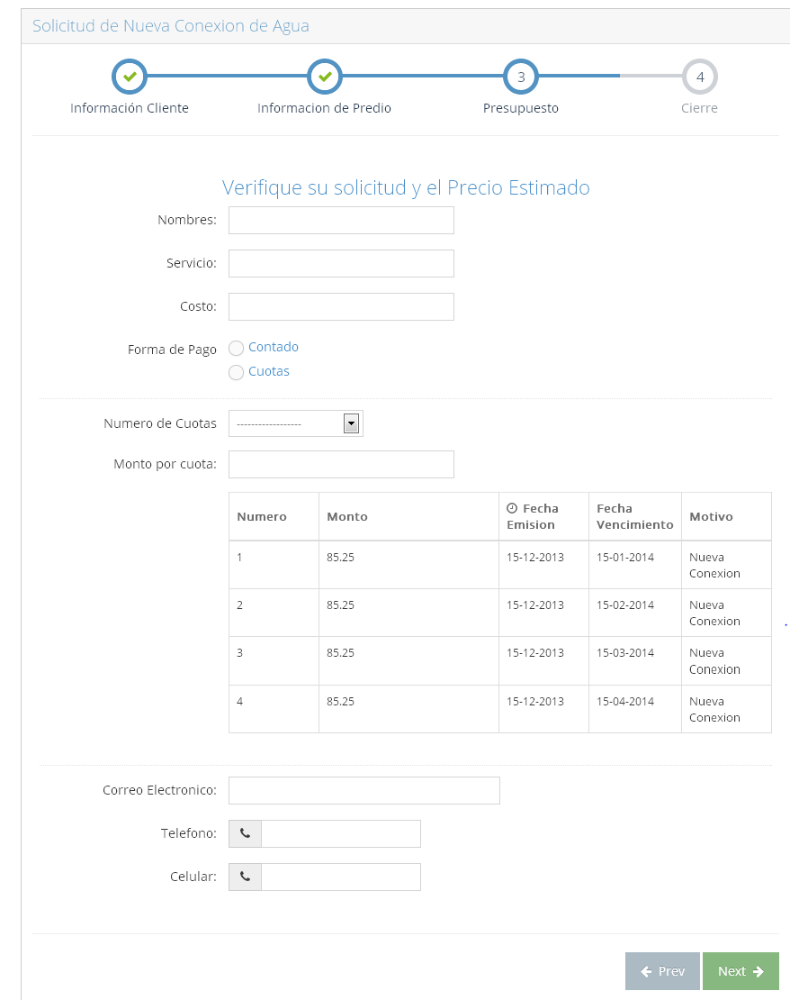 Solicitud de Nueva Conexion de Agua
3
4
Información Cliente
Informacion de Predio
Presupuesto
Cierre
Verifique su solicitud y el Precio Estimado
Nombres:
Servicio:
Costo:
Forma de Pago
Contado
Cuotas
Numero de Cuotas
------------------
Monto por cuota:
Numero Monto Fecha Emision Fecha Vencimiento Motivo
1 85.25 15-12-2013 15-01-2014 Nueva Conexion
2 85.25 15-12-2013 15-02-2014 Nueva Conexion
3 85.25 15-12-2013 15-03-2014 Nueva Conexion
4 85.25 15-12-2013 15-04-2014 Nueva Conexion
.
Correo Electronico:
Telefono:
Celular:
Prev
Next